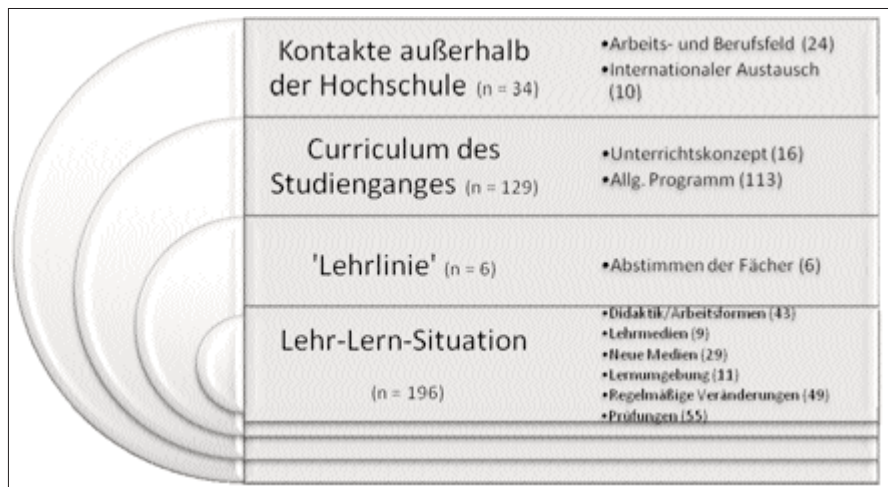 Kontakte außerhalb
der Hochschule (n = 34)
•Arbeits- und Berufsfeld (24)
•Internationaler Austausch
(10)
Curriculum des
Studienganges (n = 129)
•Unterrichtskonzept (16)
•Allg. Programm (113)
'Lehrlinie' (n = 6)
•Abstimmen der Fächer (6)
Lehr-Lern-Situation
(n = 196)
•Didaktik/Arbeitsformen (43)
•Lehrmedien (9)
•Neue Medien (29)
•Lernumgebung (11)
•Regelmäßige Veränderungen (49)
•Prüfungen (55)